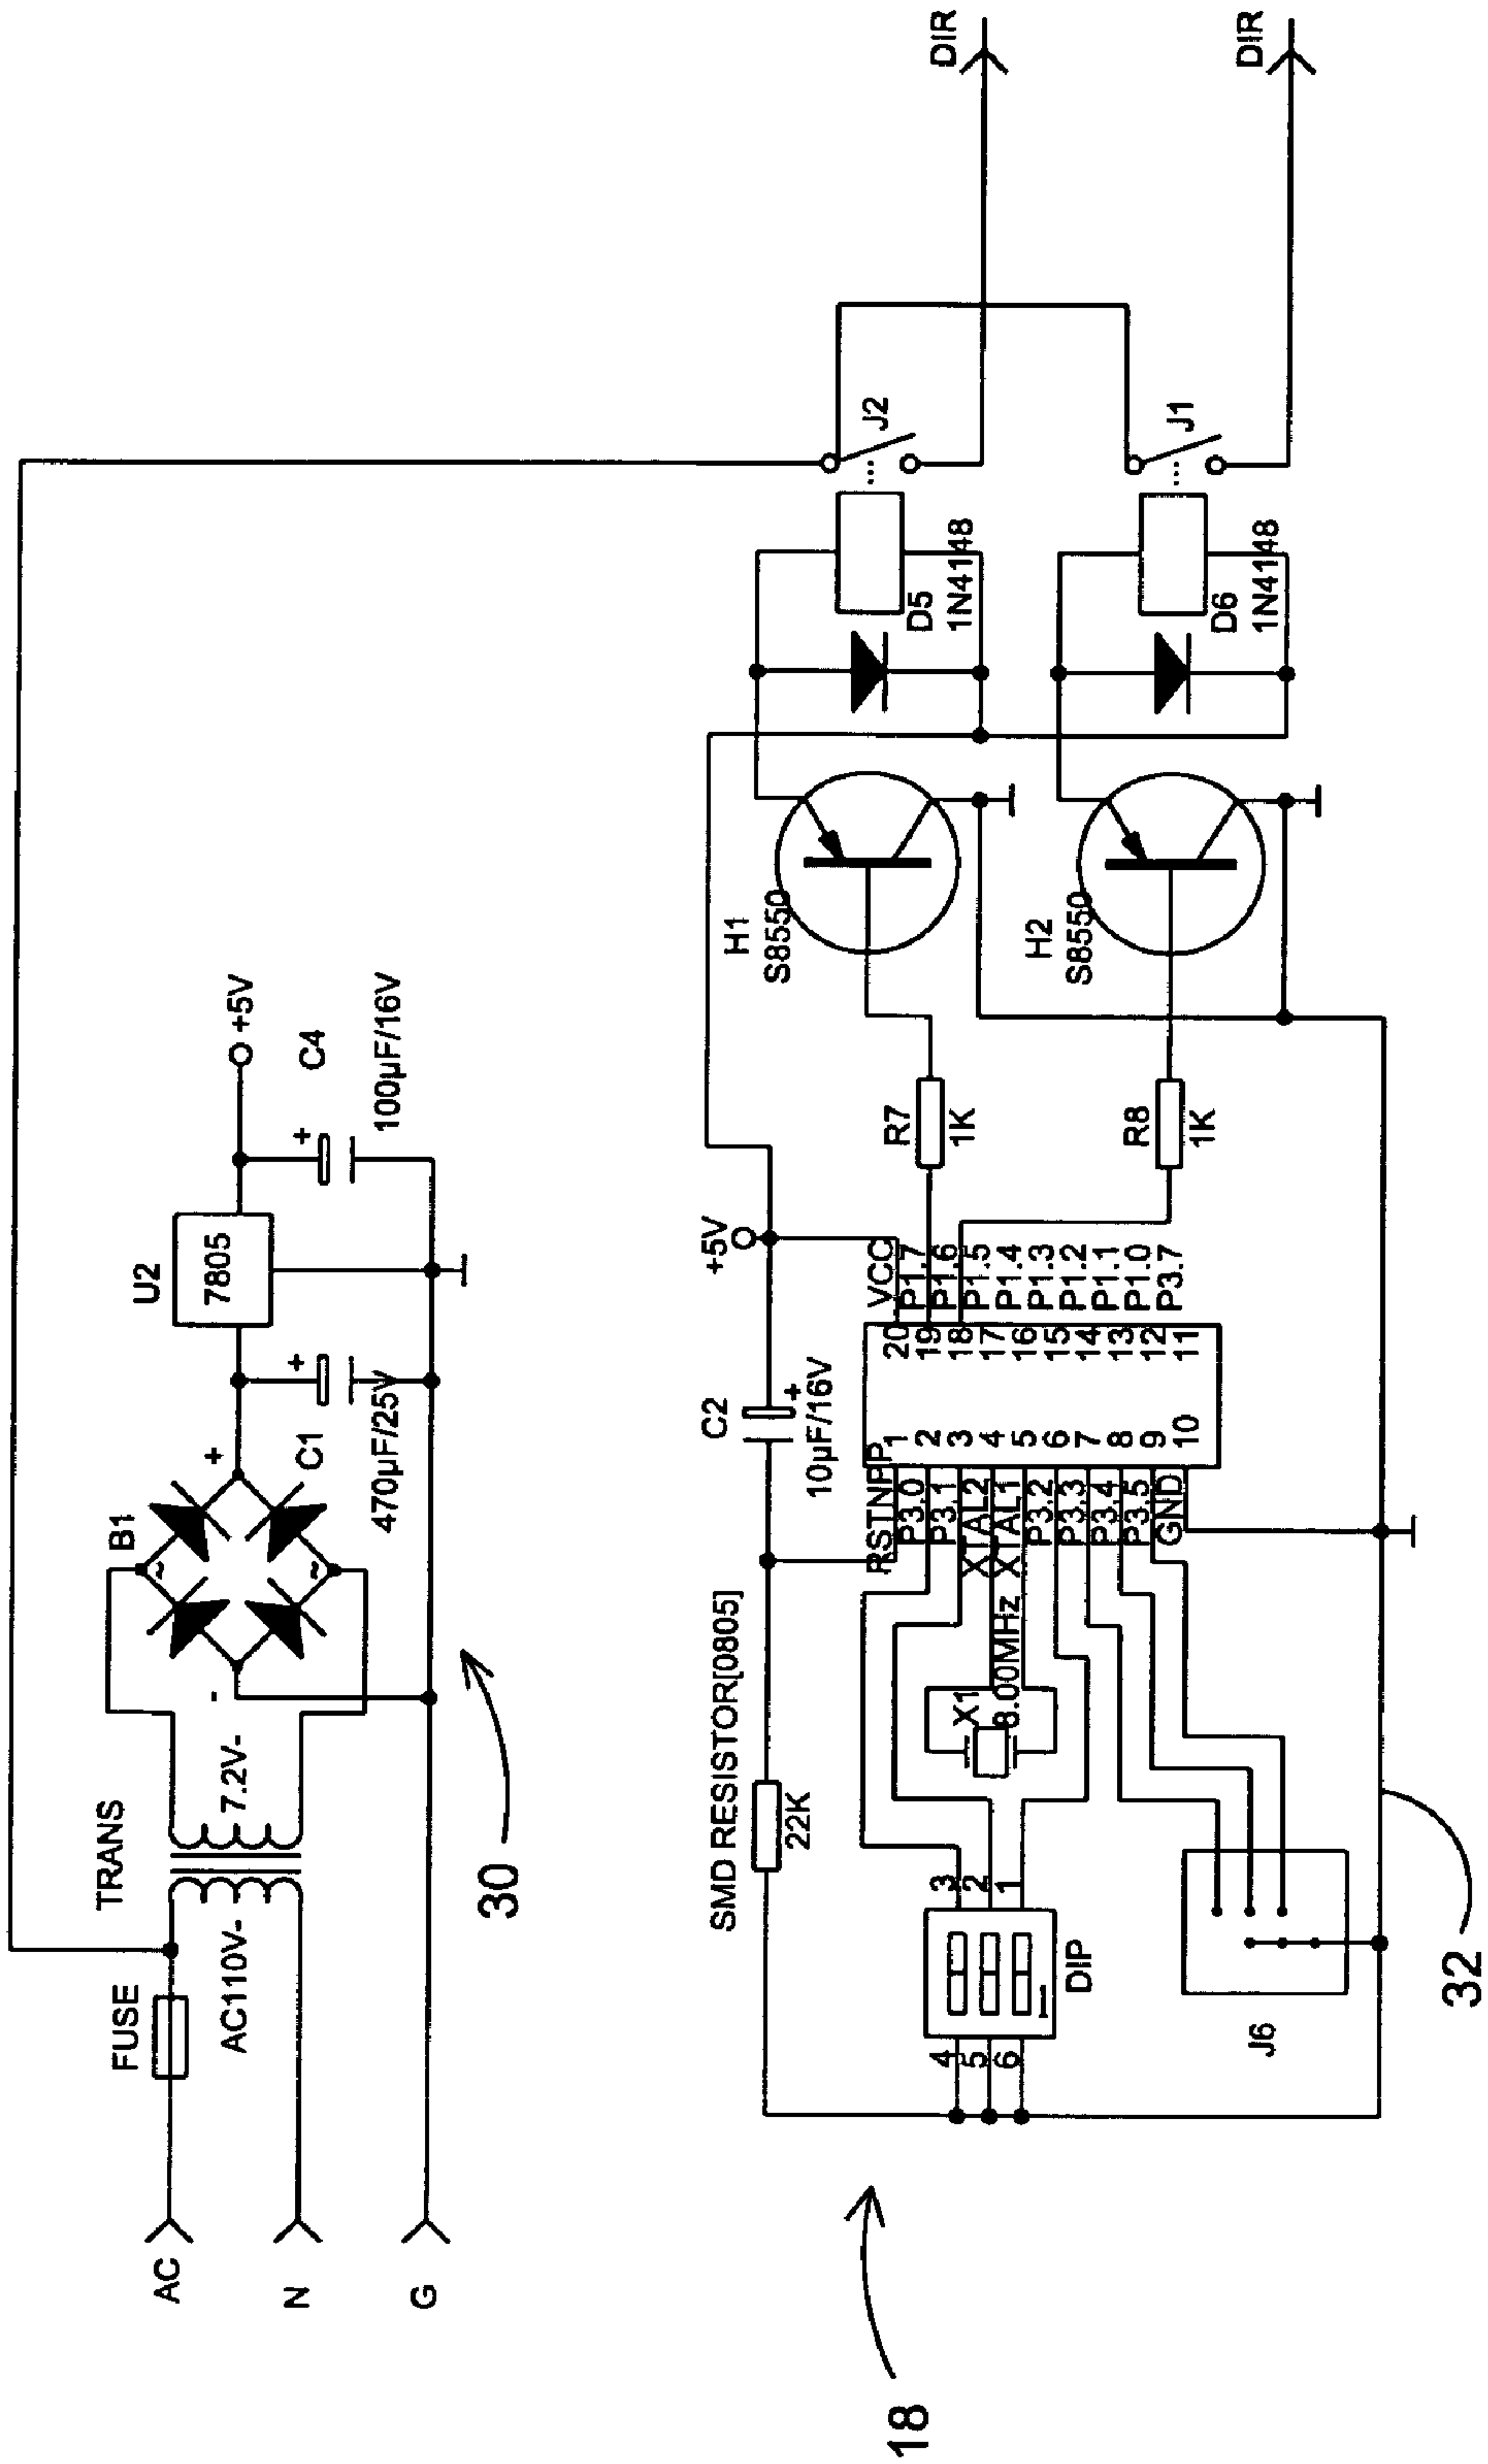 AC
N
G
FUSE
AC110V-
TRANS
7.2V-
-
B1
~
~
+
C1
+
470µF/25V
U2
7805
+5V
C4
+
100µF/16V
30
18
32
SMD RESISTOR[0805]
22K
C2
+
10µF/16V
+5V
RSTNPP 1
P3.0 2
P3.1 3
XTAL2 4
XTAL1 5
P3.2 6
P3.3 7
P3.4 8
P3.5 9
GND 10
20 VCC
19 P1.7
18 P1.6
17 P1.5
16 P1.4
15 P1.3
14 P1.2
13 P1.1
12 P1.0
11 P3.7
X1
8.00MHz
4 3
5 2
6 1
DIP
J6
R7
1K
R8
1K
H1
S8550
H2
S8550
D5
1N4148
D6
1N4148
J2
J1
DIR
DIR